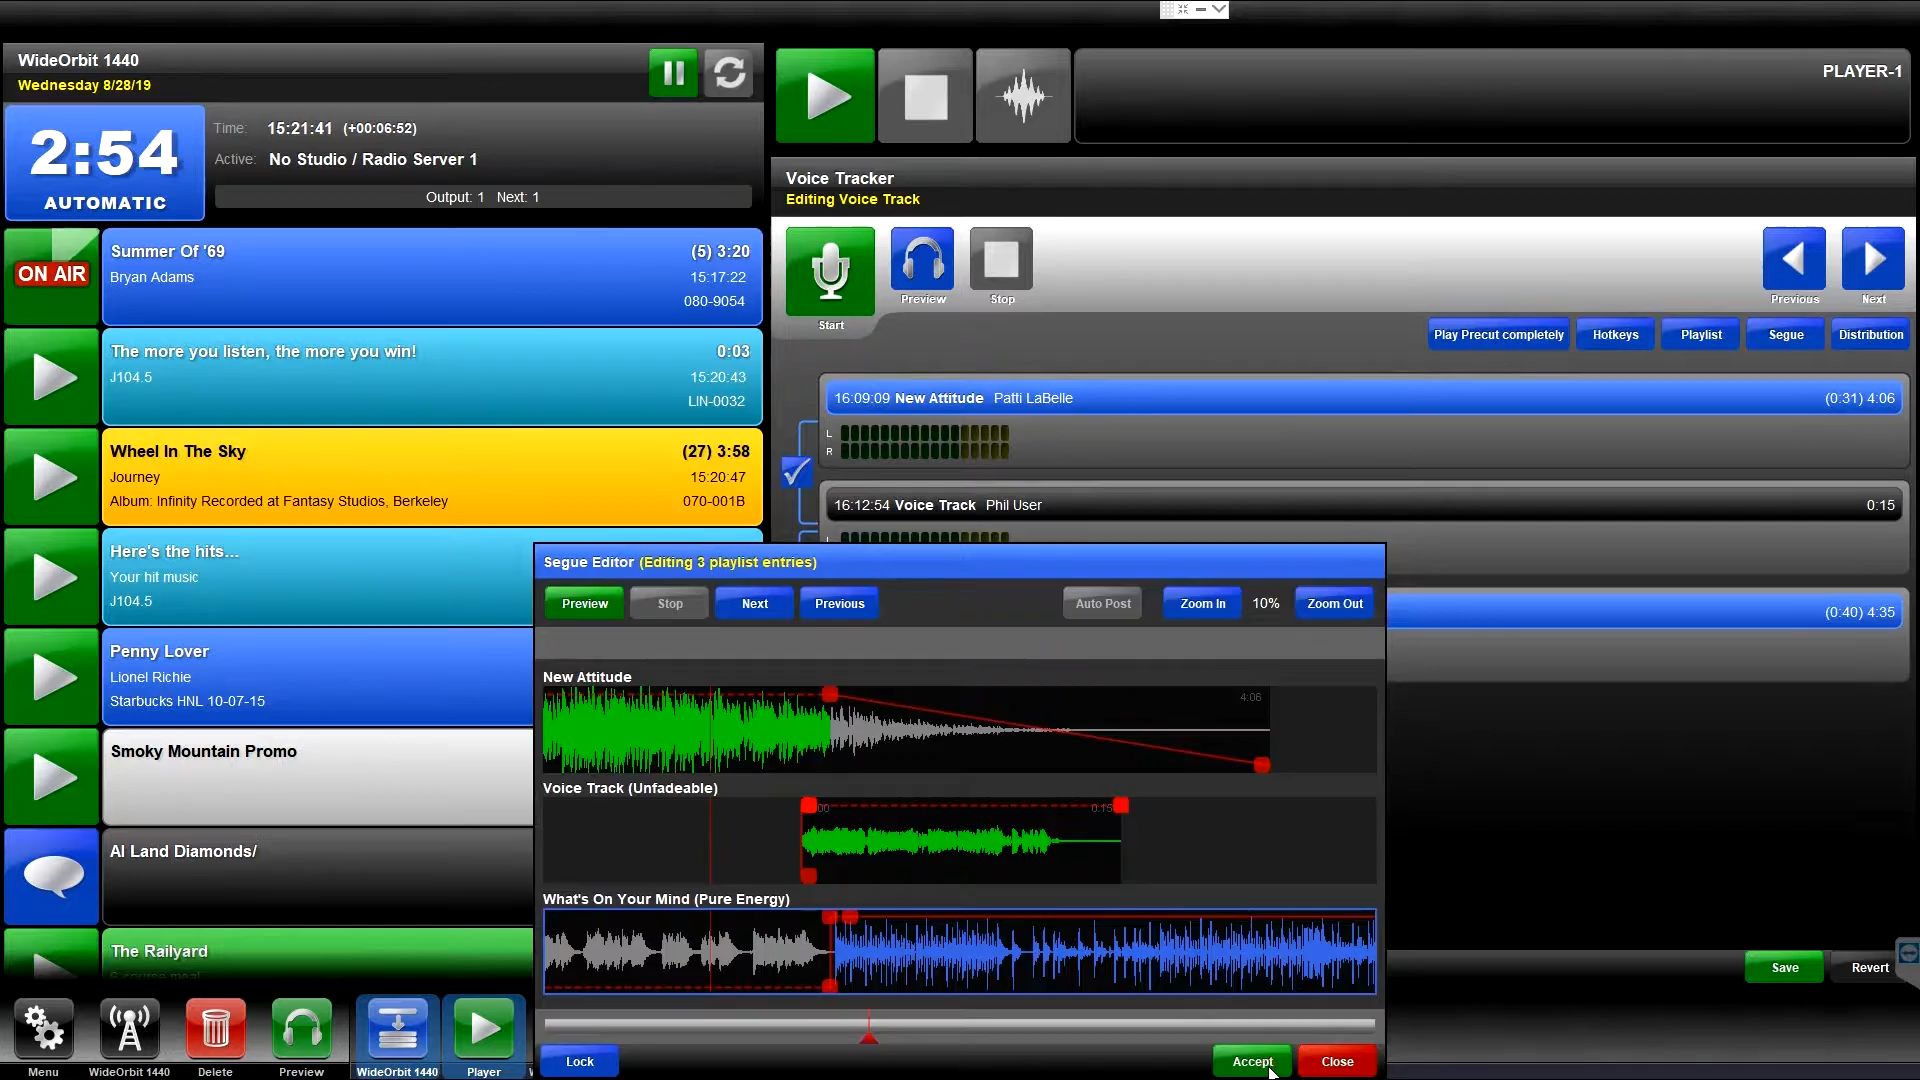 WideOrbit 1440
Wednesday 8/28/19
2:54
AUTOMATIC
Time: 15:21:41 (+00:06:52)
Active: No Studio / Radio Server 1
Output: 1 Next: 1
ON AIR
Summer Of '69 (5) 3:20
Bryan Adams 15:17:22
080-9054
The more you listen, the more you win! 0:03
J104.5 15:20:43
LIN-0032
Wheel In The Sky (27) 3:58
Journey 15:20:47
Album: Infinity Recorded at Fantasy Studios, Berkeley 070-001B
Here's the hits...
Your hit music
J104.5
Penny Lover
Lionel Richie
Starbucks HNL 10-07-15
Smoky Mountain Promo
Al Land Diamonds/
The Railyard
Menu
WideOrbit 1440
Delete
Preview
WideOrbit 1440
Player
PLAYER-1
Voice Tracker
Editing Voice Track
Start
Preview
Stop
Previous
Next
Play Precut completely
Hotkeys
Playlist
Segue
Distribution
16:09:09 New Attitude Patti LaBelle (0:31) 4:06
L
R
16:12:54 Voice Track Phil User 0:15
(0:40) 4:35
Segue Editor (Editing 3 playlist entries)
Preview
Stop
Next
Previous
Auto Post
Zoom In
10%
Zoom Out
New Attitude
4:06
Voice Track (Unfadeable)
0:15
What's On Your Mind (Pure Energy)
Lock
Accept
Close
Save
Revert